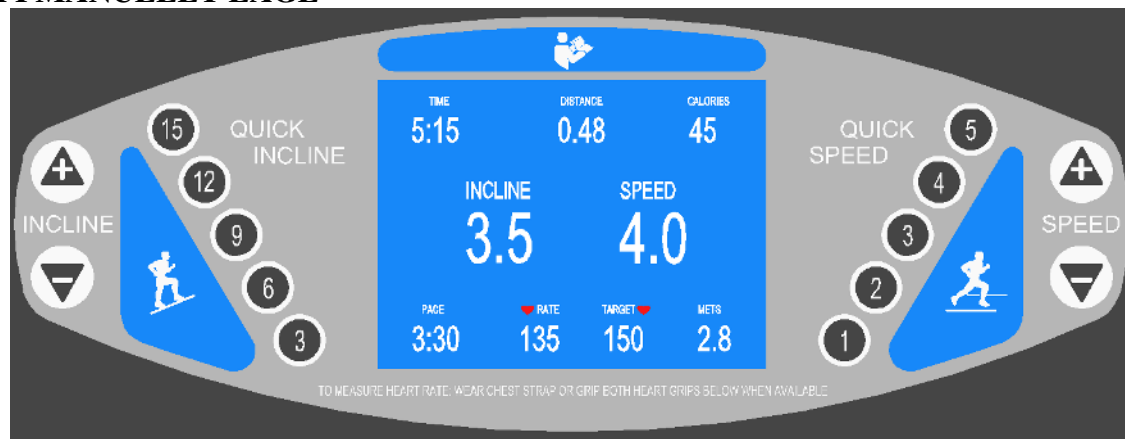 TIME DISTANCE CALORIES
5:15 0.48 45
INCLINE SPEED
3.5 4.0
PACE RATE TARGET METS
3:30 135 150 2.8
QUICK
INCLINE
15
12
9
6
3
INCLINE
QUICK
SPEED
5
4
3
2
1
SPEED
TO MEASURE HEART RATE: WEAR CHEST STRAP OR GRIP BOTH HEART GRIPS BELOW WHEN AVAILABLE